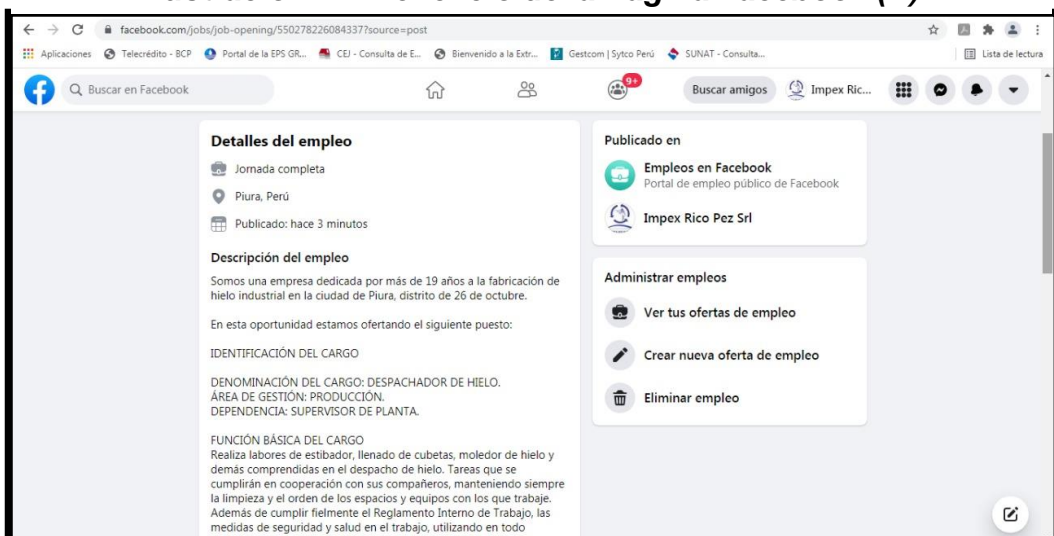 facebook.com/jobs/job-opening/550278226084337?source=post
Aplicaciones Telecrédito - BCP Portal de la EPS GR... CEJ - Consulta de E... Bienvenido a la Extr... Gestcom | Sytco Perú SUNAT - Consulta... Lista de lectura
Buscar en Facebook 9+ Buscar amigos Impex Ric...
Detalles del empleo
Jornada completa
Piura, Perú
Publicado: hace 3 minutos
Descripción del empleo
Somos una empresa dedicada por más de 19 años a la fabricación de
hielo industrial en la ciudad de Piura, distrito de 26 de octubre.
En esta oportunidad estamos ofertando el siguiente puesto:
IDENTIFICACIÓN DEL CARGO
DENOMINACIÓN DEL CARGO: DESPACHADOR DE HIELO.
ÁREA DE GESTIÓN: PRODUCCIÓN.
DEPENDENCIA: SUPERVISOR DE PLANTA.
FUNCIÓN BÁSICA DEL CARGO
Realiza labores de estibador, llenado de cubetas, moledor de hielo y
demás comprendidas en el despacho de hielo. Tareas que se
cumplirán en cooperación con sus compañeros, manteniendo siempre
la limpieza y el orden de los espacios y equipos con los que trabaje.
Además de cumplir fielmente el Reglamento Interno de Trabajo, las
medidas de seguridad y salud en el trabajo, utilizando en todo
Publicado en
Empleos en Facebook
Portal de empleo público de Facebook
Impex Rico Pez Srl
Administrar empleos
Ver tus ofertas de empleo
Crear nueva oferta de empleo
Eliminar empleo